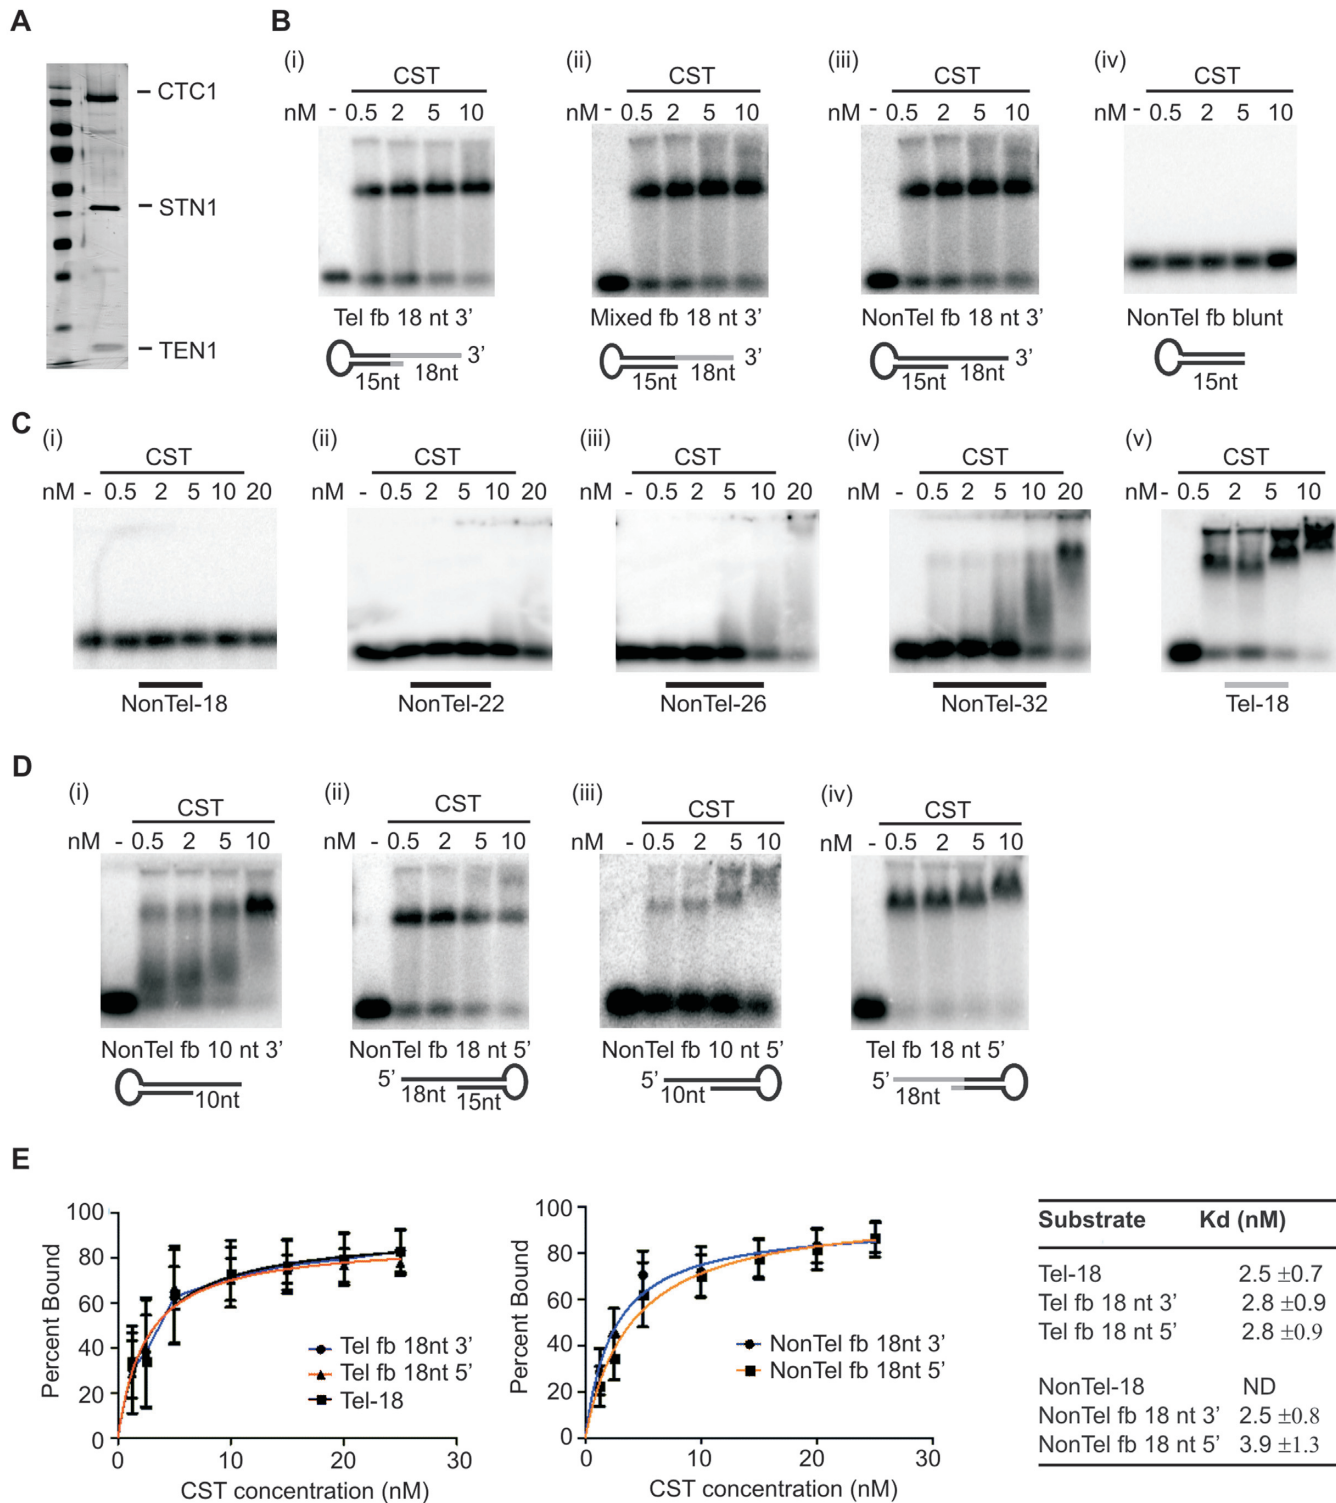 A
CTC1
STN1
TEN1
B
(i)
CST
nM - 0.5 2 5 10
Tel fb 18 nt 3’
3’
15nt
18nt
(ii)
CST
nM - 0.5 2 5 10
Mixed fb 18 nt 3’
3’
15nt
18nt
(iii)
CST
nM - 0.5 2 5 10
NonTel fb 18 nt 3’
3’
15nt
18nt
(iv)
CST
nM - 0.5 2 5 10
NonTel fb blunt
15nt
C
(i)
CST
nM - 0.5 2 5 10 20
NonTel-18
(ii)
CST
nM - 0.5 2 5 10 20
NonTel-22
(iii)
CST
nM - 0.5 2 5 10 20
NonTel-26
(iv)
CST
nM - 0.5 2 5 10 20
NonTel-32
(v)
CST
nM - 0.5 2 5 10
Tel-18
D
(i)
CST
nM - 0.5 2 5 10
NonTel fb 10 nt 3’
10nt
(ii)
CST
nM - 0.5 2 5 10
NonTel fb 18 nt 5’
5’
18nt
15nt
(iii)
CST
nM - 0.5 2 5 10
NonTel fb 10 nt 5’
5’
10nt
(iv)
CST
nM - 0.5 2 5 10
Tel fb 18 nt 5’
5’
18nt
E
Percent Bound
100
80
60
40
20
0
0 10 20 30
CST concentration (nM)
Tel fb 18nt 3’
Tel fb 18nt 5’
Tel-18
Percent Bound
100
80
60
40
20
0
0 10 20 30
CST concentration (nM)
NonTel fb 18nt 3’
NonTel fb 18nt 5’
Substrate Kd (nM)
Tel-18 2.5 ±0.7
Tel fb 18 nt 3’ 2.8 ±0.9
Tel fb 18 nt 5’ 2.8 ±0.9
NonTel-18 ND
NonTel fb 18 nt 3’ 2.5 ±0.8
NonTel fb 18 nt 5’ 3.9 ±1.3